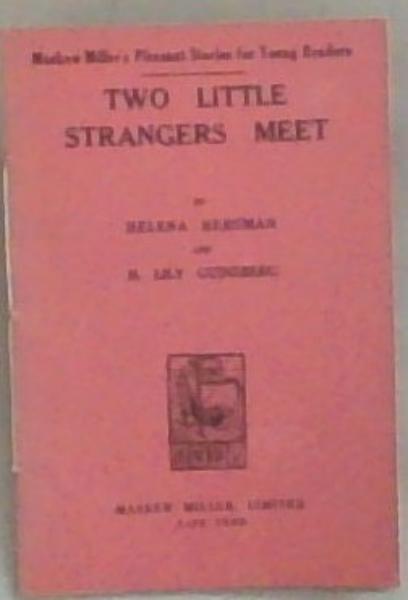 Maskew Miller's Pleasant Stories for Young Readers
TWO LITTLE
STRANGERS MEET
BY
HELENA BERGMAN
AND
H. LILY GUINSBERG
MASKEW MILLER, LIMITED
CAPE TOWN